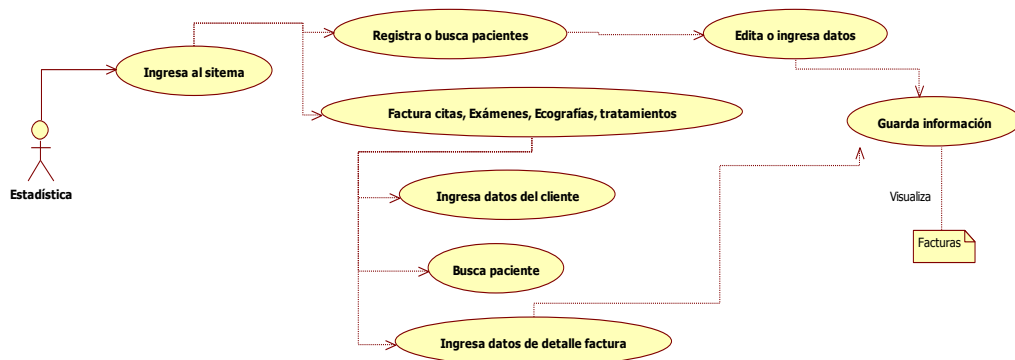 Registra o busca pacientes
Edita o ingresa datos
Ingresa al sitema
Factura citas, Exámenes, Ecografías, tratamientos
Guarda información
Estadística
Ingresa datos del cliente
Visualiza
Facturas
Busca paciente
Ingresa datos de detalle factura